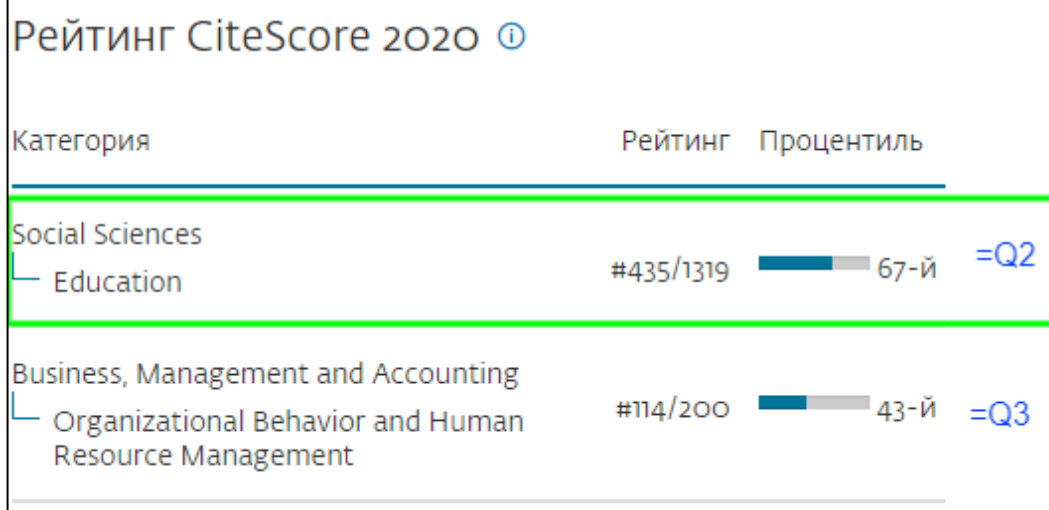 Рейтинг CiteScore 2020
Категория Рейтинг Процентиль
Social Sciences
Education #435/1319 67-й =Q2
Business, Management and Accounting
Organizational Behavior and Human #114/200 43-й =Q3
Resource Management